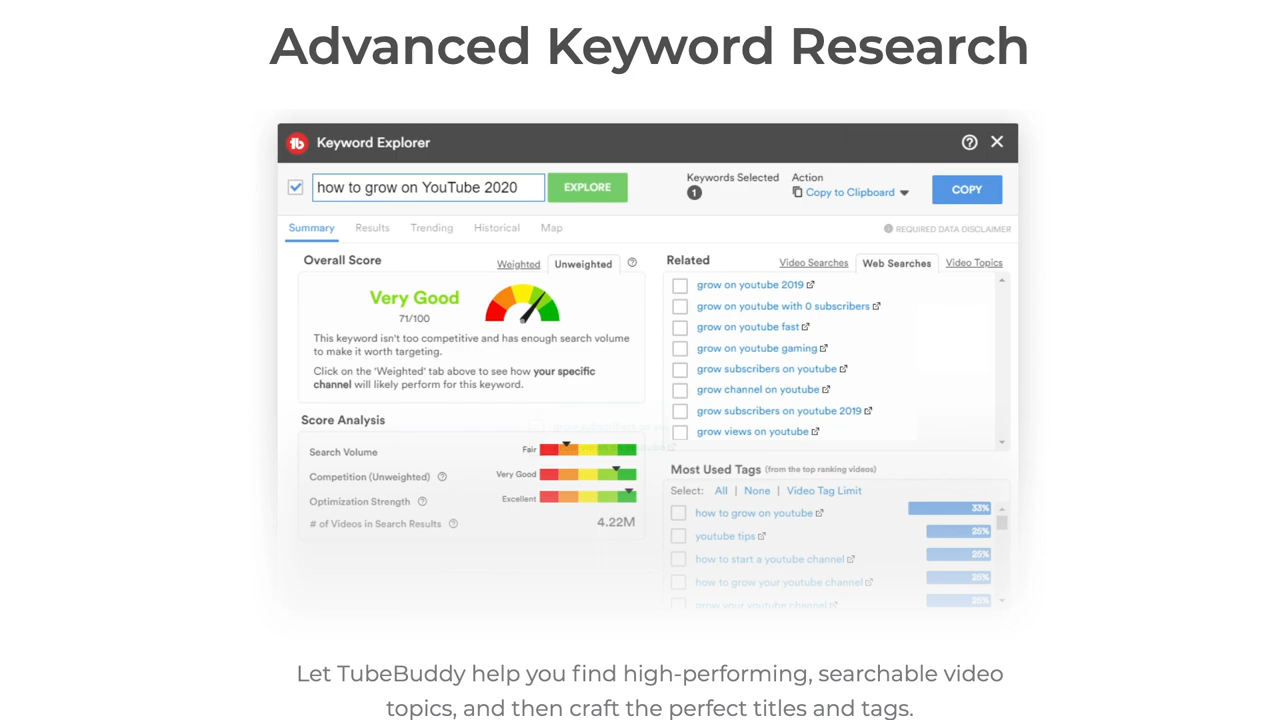 Advanced Keyword Research
tb Keyword Explorer
how to grow on YouTube 2020
EXPLORE
Keywords Selected
1
Action
Copy to Clipboard
COPY
Summary Results Trending Historical Map
REQUIRED DATA DISCLAIMER
Overall Score
Weighted Unweighted
Very Good
71/100
This keyword isn't too competitive and has enough search volume
to make it worth targeting.
Click on the 'Weighted' tab above to see how your specific
channel will likely perform for this keyword.
Score Analysis
Search Volume Fair
Competition (Unweighted) Very Good
Optimization Strength Excellent
# of Videos in Search Results 4.22M
Related
Video Searches Web Searches Video Topics
grow on youtube 2019
grow on youtube with 0 subscribers
grow on youtube fast
grow on youtube gaming
grow subscribers on youtube
grow channel on youtube
grow subscribers on youtube 2019
grow views on youtube
Most Used Tags (from the top ranking videos)
Select: All | None | Video Tag Limit
how to grow on youtube 33%
youtube tips 25%
how to start a youtube channel 25%
how to grow your youtube channel 25%
grow your youtube channel 25%
Let TubeBuddy help you find high-performing, searchable video
topics, and then craft the perfect titles and tags.